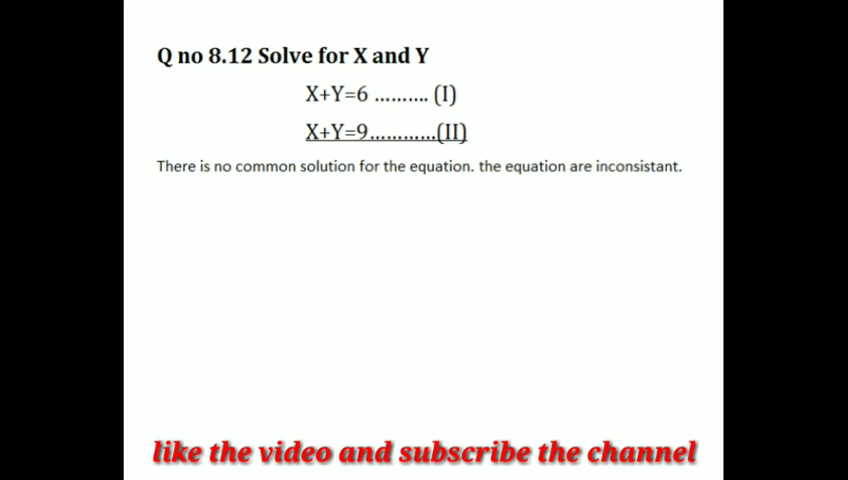 Q no 8.12 Solve for X and Y
X+Y=6 .......... (I)
X+Y=9............(II)
There is no common solution for the equation. the equation are inconsistant.
like the video and subscribe the channel